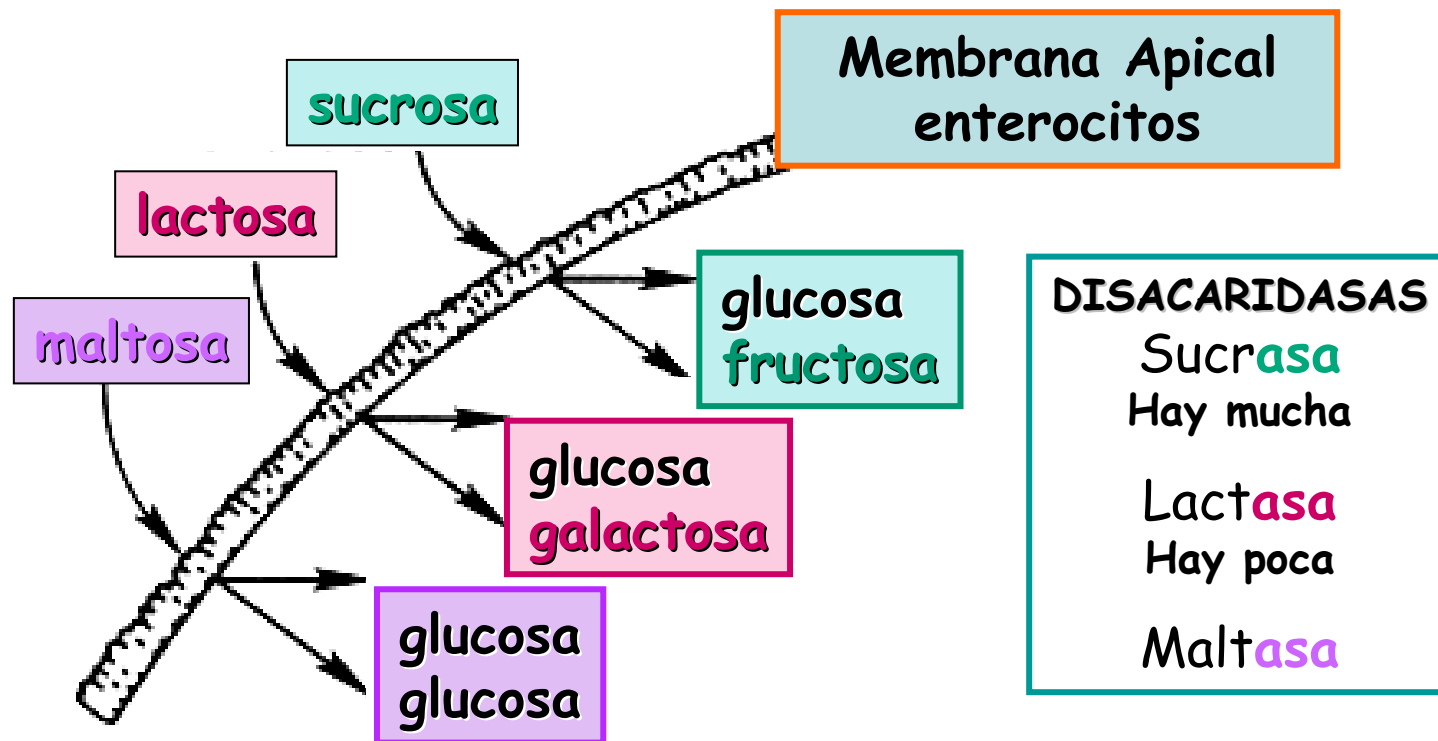 Membrana Apical
enterocitos
sucrosa
lactosa
maltosa
glucosa
fructosa
glucosa
galactosa
glucosa
glucosa
DISACARIDASAS
Sucrasa
Hay mucha
Lactasa
Hay poca
Maltasa